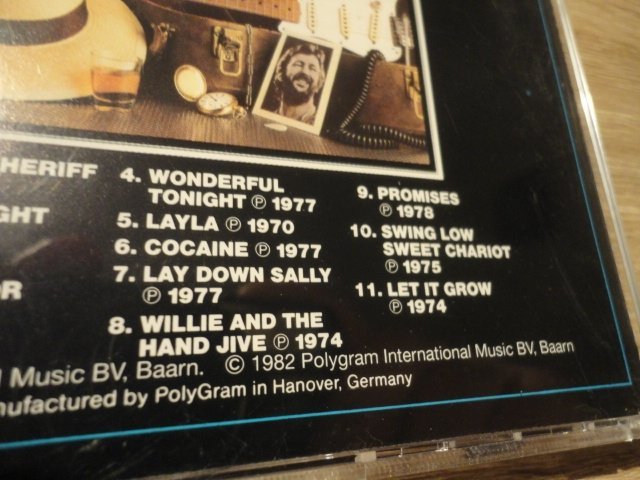 HERIFF
GHT
OR
4. WONDERFUL
TONIGHT ℗ 1977
5. LAYLA ℗ 1970
6. COCAINE ℗ 1977
7. LAY DOWN SALLY
℗ 1977
8. WILLIE AND THE
HAND JIVE ℗ 1974
9. PROMISES
℗ 1978
10. SWING LOW
SWEET CHARIOT
℗ 1975
11. LET IT GROW
℗ 1974
l Music BV, Baarn. © 1982 Polygram International Music BV, Baarn
nufactured by PolyGram in Hanover, Germany